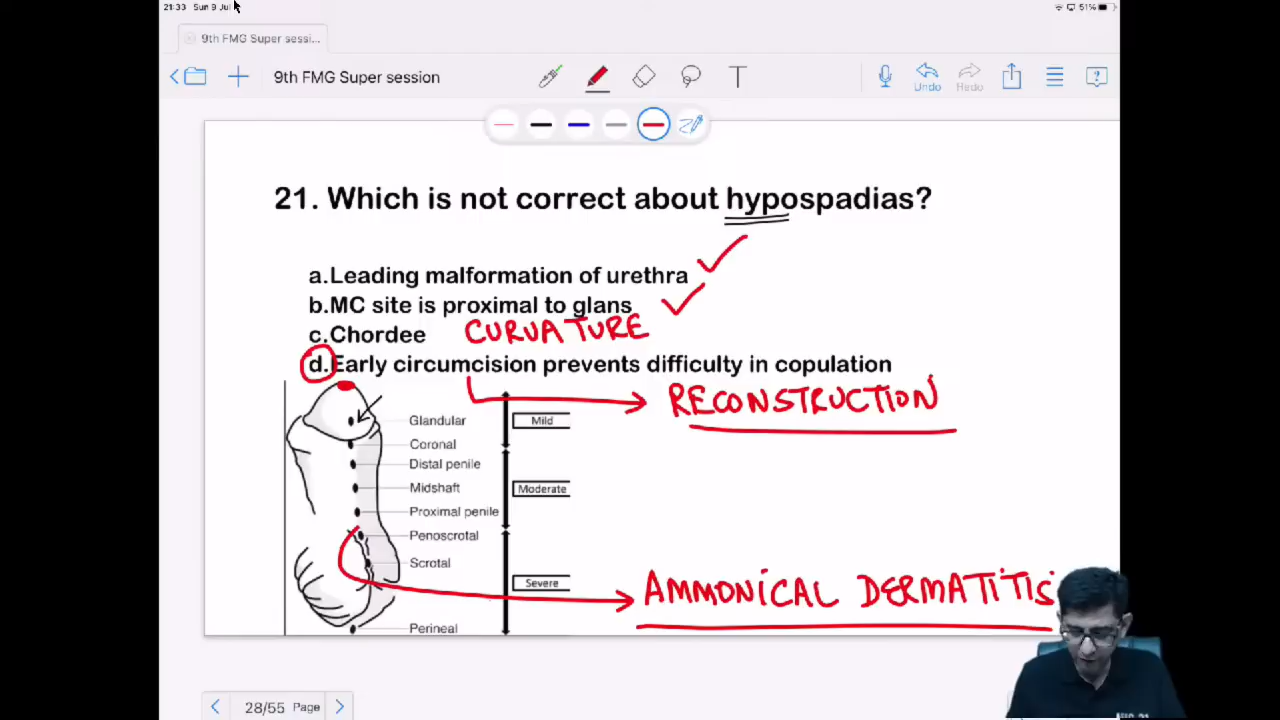 21:33 Sun 9 Jul
51%
9th FMG Super sessi...
9th FMG Super session
T
Undo
Redo
21. Which is not correct about hypospadias?
a.Leading malformation of urethra
b.MC site is proximal to glans
c.Chordee CURVATURE
d.Early circumcision prevents difficulty in copulation
RECONSTRUCTION
Glandular
Mild
Coronal
Distal penile
Midshaft
Moderate
Proximal penile
Penoscrotal
Scrotal
Severe
AMMONICAL DERMATITIS
Perineal
28/55 Page